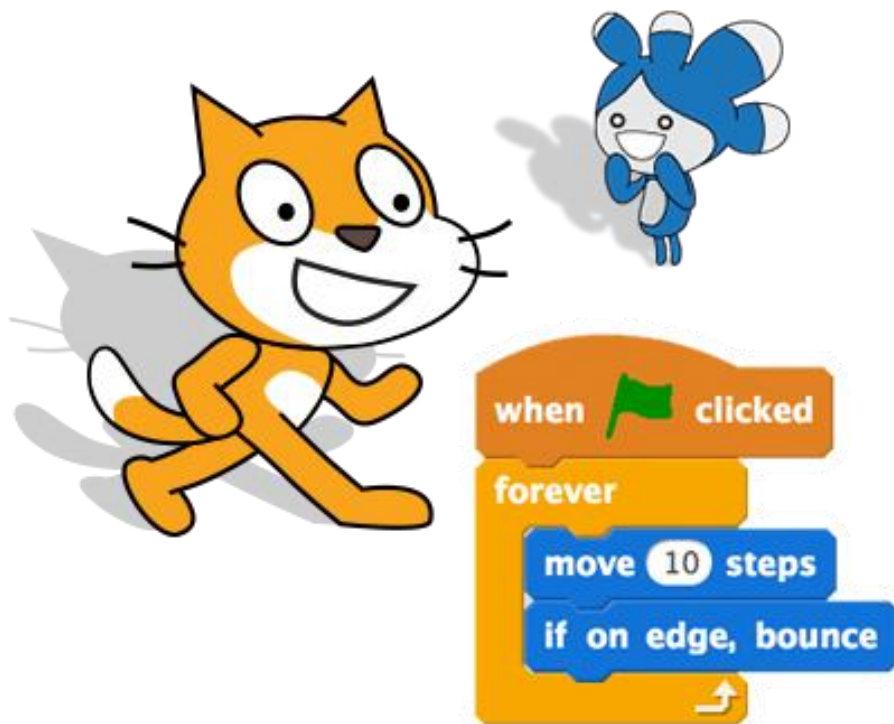 when clicked
forever
move 10 steps
if on edge, bounce